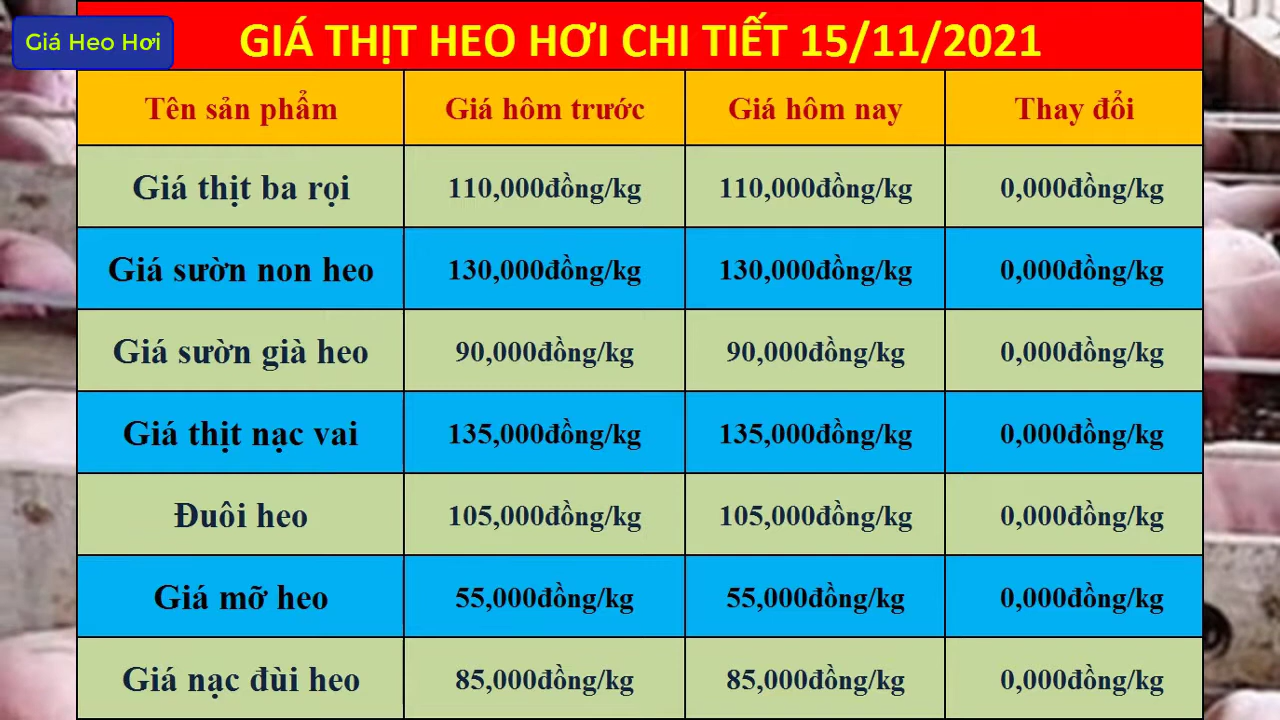 Giá Heo Hơi
GIÁ THỊT HEO HƠI CHI TIẾT 15/11/2021
Tên sản phẩm Giá hôm trước Giá hôm nay Thay đổi
Giá thịt ba rọi 110,000đồng/kg 110,000đồng/kg 0,000đồng/kg
Giá sườn non heo 130,000đồng/kg 130,000đồng/kg 0,000đồng/kg
Giá sườn già heo 90,000đồng/kg 90,000đồng/kg 0,000đồng/kg
Giá thịt nạc vai 135,000đồng/kg 135,000đồng/kg 0,000đồng/kg
Đuôi heo 105,000đồng/kg 105,000đồng/kg 0,000đồng/kg
Giá mỡ heo 55,000đồng/kg 55,000đồng/kg 0,000đồng/kg
Giá nạc đùi heo 85,000đồng/kg 85,000đồng/kg 0,000đồng/kg